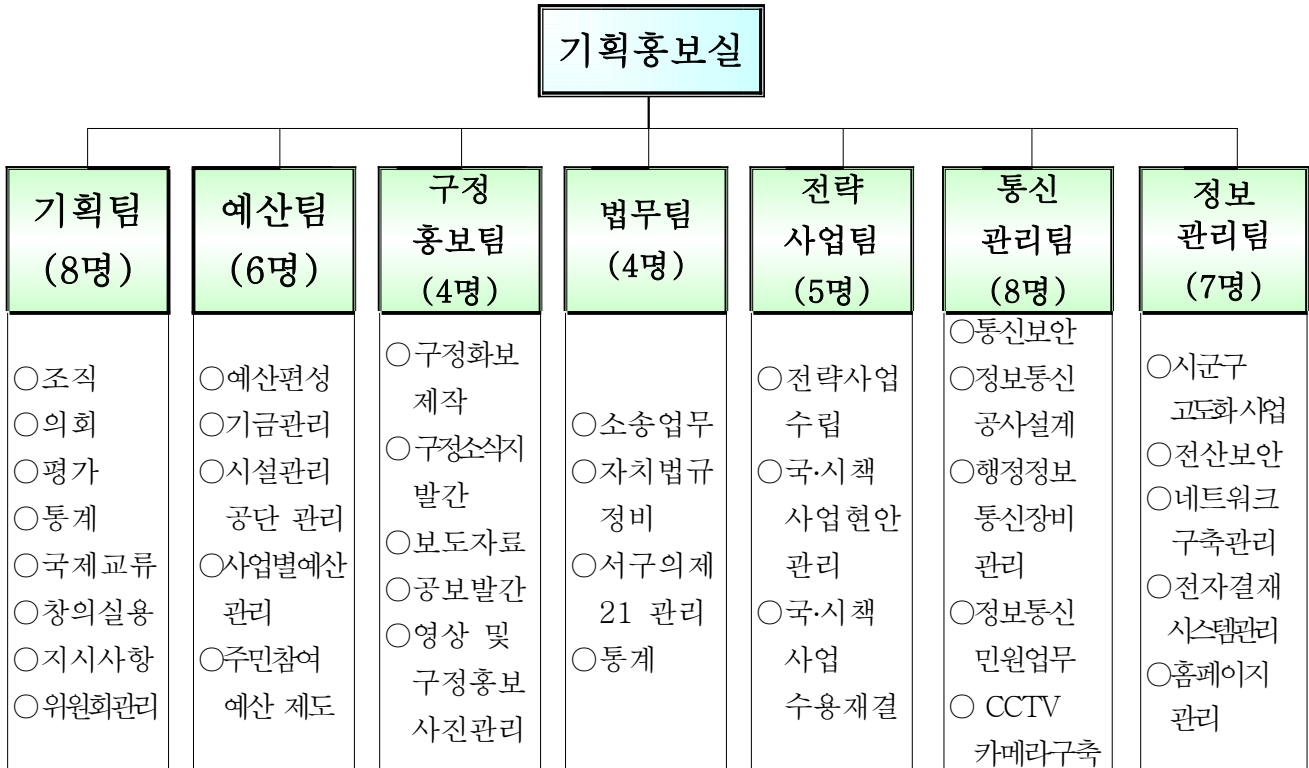 기획홍보실
기획팀
(8명)
○조직
○의회
○평가
○통계
○국제교류
○창의실용
○지시사항
○위원회관리
예산팀
(6명)
○예산편성
○기금관리
○시설관리
공단 관리
○사업별예산
관리
○주민참여
예산 제도
구정
홍보팀
(4명)
○구정화보
제작
○구정소식지
발간
○보도자료
○공보발간
○영상 및
구정홍보
사진관리
법무팀
(4명)
○소송업무
○자치법규
정비
○서구의제
21 관리
○통계
전략
사업팀
(5명)
○전략사업
수립
○국·시책
사업현안
관리
○국·시책
사업
수용재결
통신
관리팀
(8명)
○통신보안
○정보통신
공사설계
○행정정보
통신장비
관리
○정보통신
민원업무
○ CCTV
카메라구축
정보
관리팀
(7명)
○시군구
고도화 사업
○전산보안
○네트워크
구축관리
○전자결재
시스템관리
○홈페이지
관리